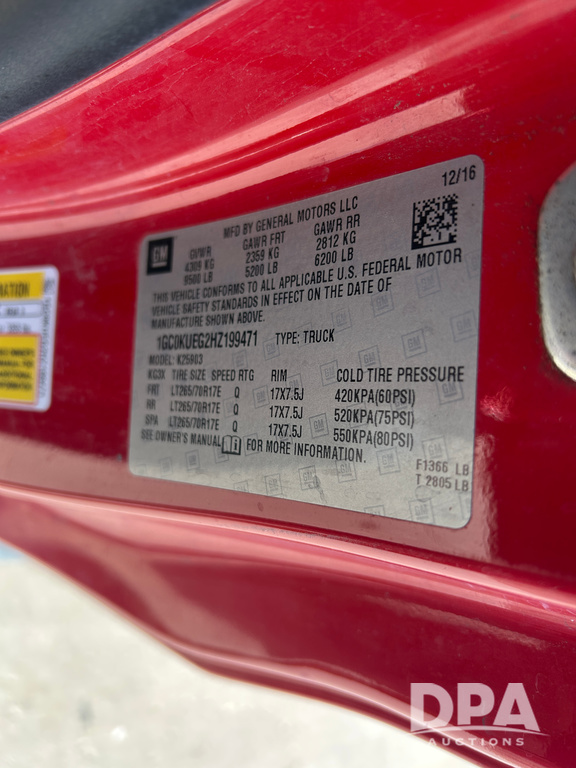 12/16
MFD BY GENERAL MOTORS LLC
GM
GVWR GAWR FRT GAWR RR
4309 KG 2359 KG 2812 KG
9500 LB 5200 LB 6200 LB
THIS VEHICLE CONFORMS TO ALL APPLICABLE U.S. FEDERAL MOTOR
VEHICLE SAFETY STANDARDS IN EFFECT ON THE DATE OF
MANUFACTURE SHOWN ABOVE.
1GC0KUEG2HZ199471 TYPE: TRUCK
MODEL: K25903
KG3X TIRE SIZE SPEED RTG RIM COLD TIRE PRESSURE
FRT LT265/70R17E Q 17X7.5J 420KPA(60PSI)
RR LT265/70R17E Q 17X7.5J 520KPA(75PSI)
SPA LT265/70R17E Q 17X7.5J 550KPA(80PSI)
SEE OWNER'S MANUAL FOR MORE INFORMATION.
F1366 LB
T 2805 LB
DPA
AUCTIONS